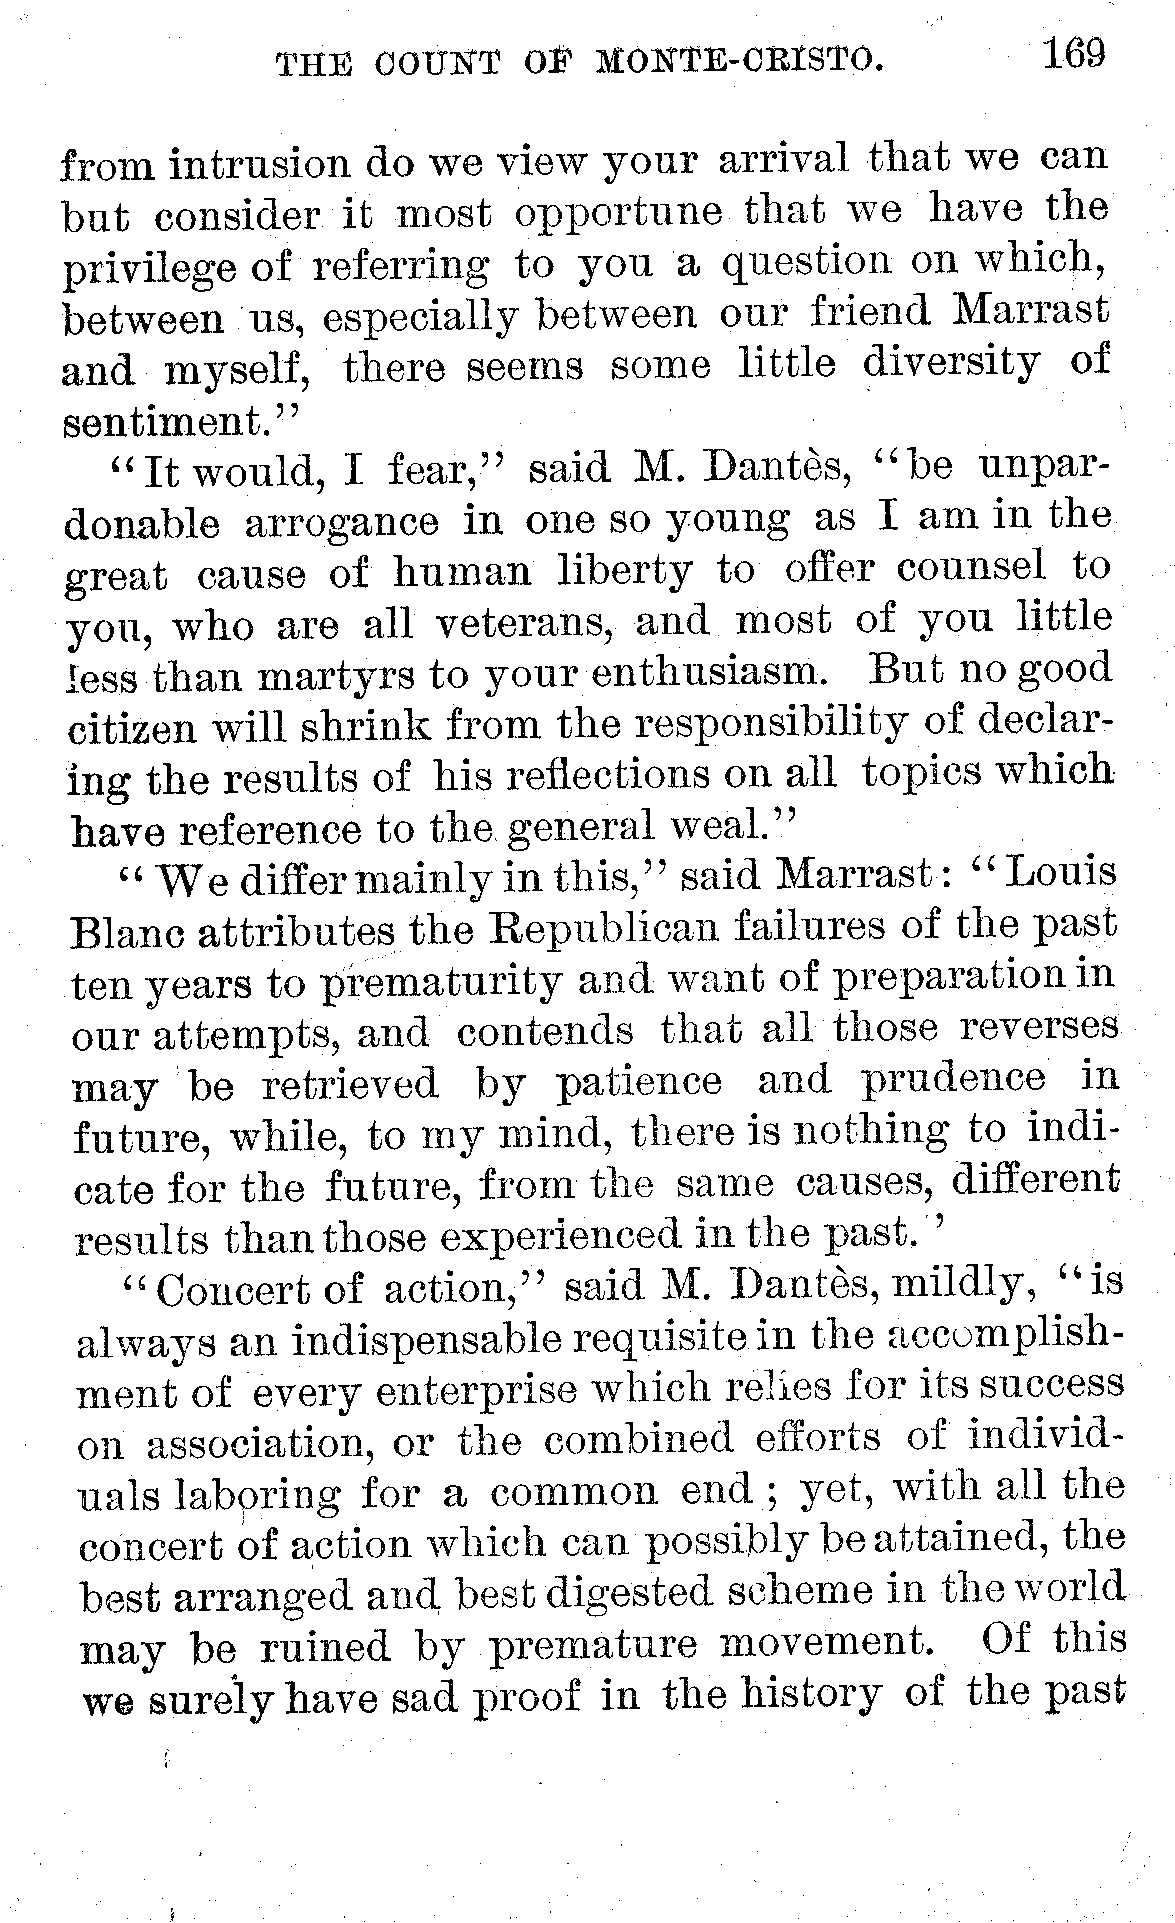 THE COUNT OF MONTE-CRISTO. 169
from intrusion do we view your arrival that we can
but consider it most opportune that we have the
privilege of referring to you a question on which,
between us, especially between our friend Marrast
and myself, there seems some little diversity of
sentiment.”
“It would, I fear,” said M. Dantès, “be unpar-
donable arrogance in one so young as I am in the
great cause of human liberty to offer counsel to
you, who are all veterans, and most of you little
less than martyrs to your enthusiasm. But no good
citizen will shrink from the responsibility of declar-
ing the results of his reflections on all topics which
have reference to the general weal.”
“We differ mainly in this,” said Marrast: “Louis
Blanc attributes the Republican failures of the past
ten years to prematurity and want of preparation in
our attempts, and contends that all those reverses
may be retrieved by patience and prudence in
future, while, to my mind, there is nothing to indi-
cate for the future, from the same causes, different
results than those experienced in the past.”
“Concert of action,” said M. Dantès, mildly, “is
always an indispensable requisite in the accomplish-
ment of every enterprise which relies for its success
on association, or the combined efforts of individ-
uals laboring for a common end; yet, with all the
concert of action which can possibly be attained, the
best arranged and best digested scheme in the world
may be ruined by premature movement. Of this
we surely have sad proof in the history of the past